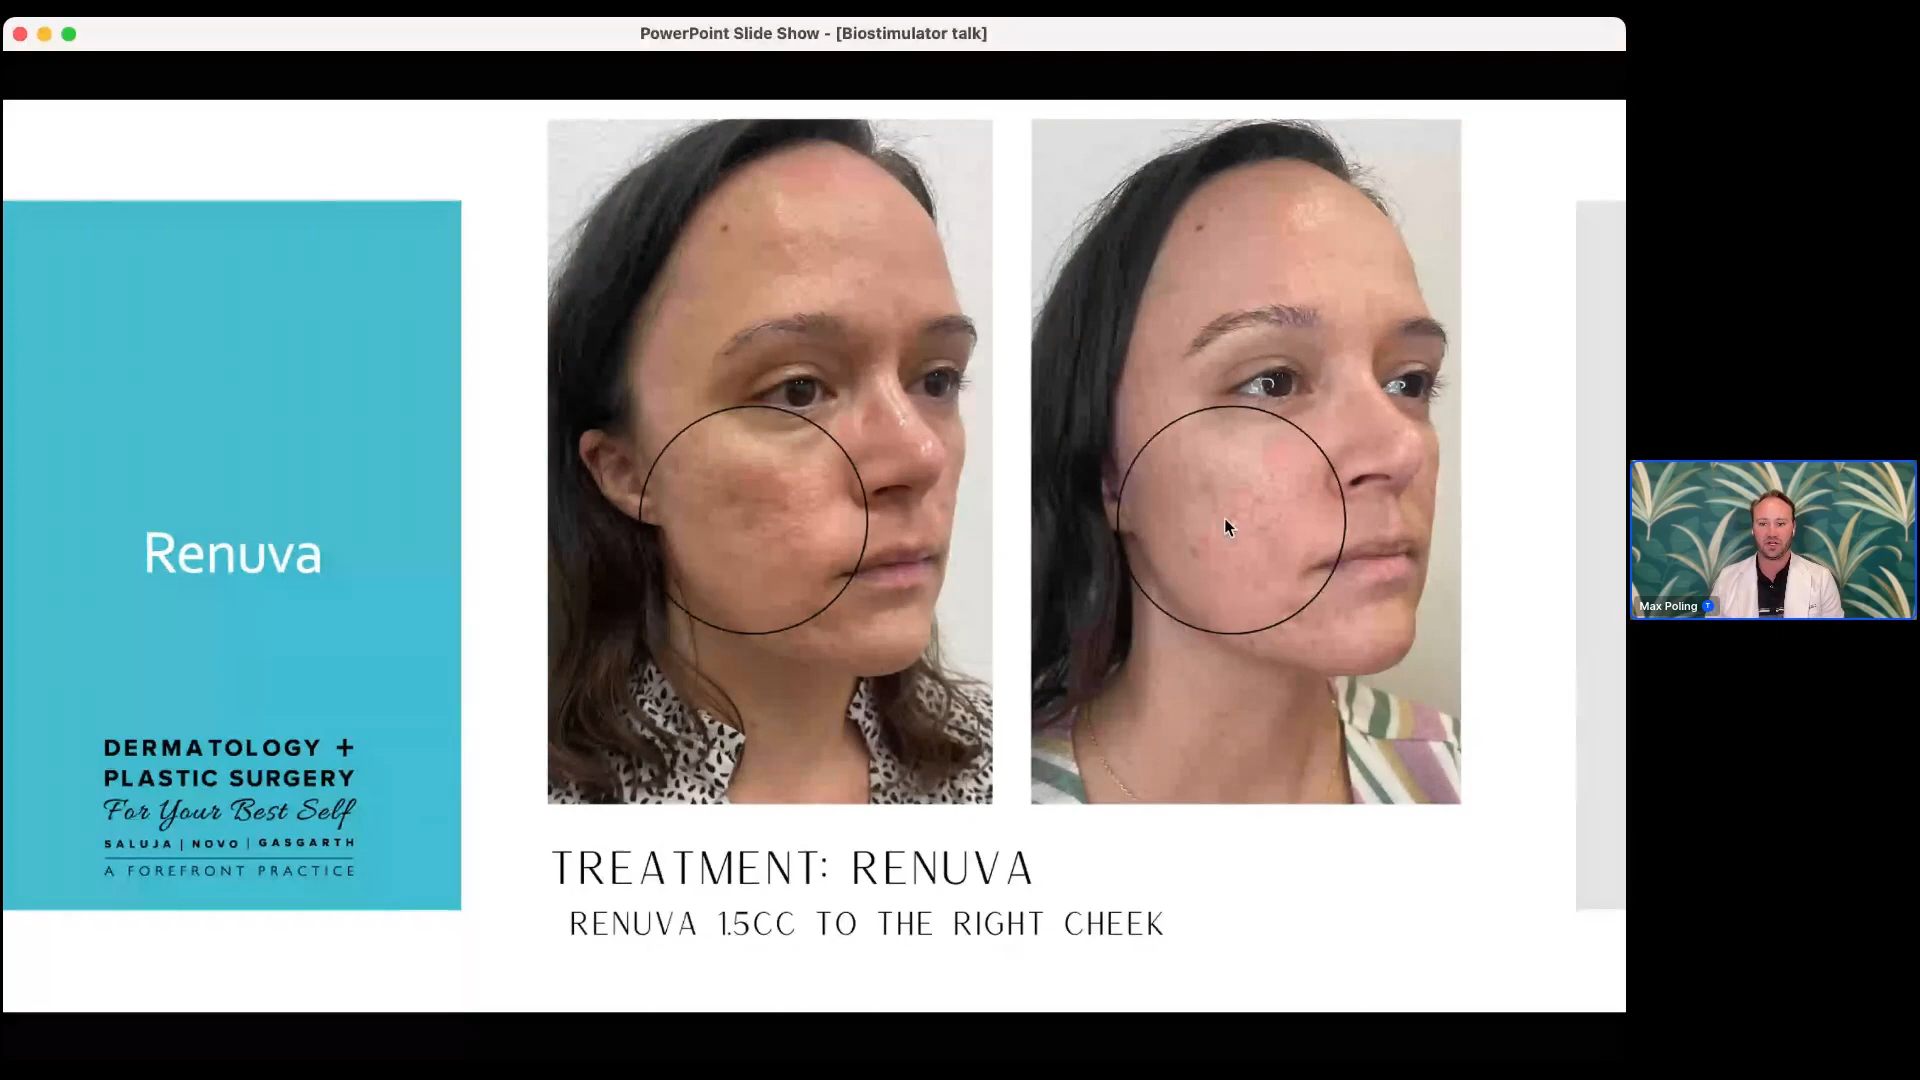 PowerPoint Slide Show - [Biostimulator talk]
Renuva
DERMATOLOGY +
PLASTIC SURGERY
For Your Best Self
SALUJA | NOVO | GASGARTH
A FOREFRONT PRACTICE
TREATMENT: RENUVA
RENUVA 1.5CC TO THE RIGHT CHEEK
Max Poling T